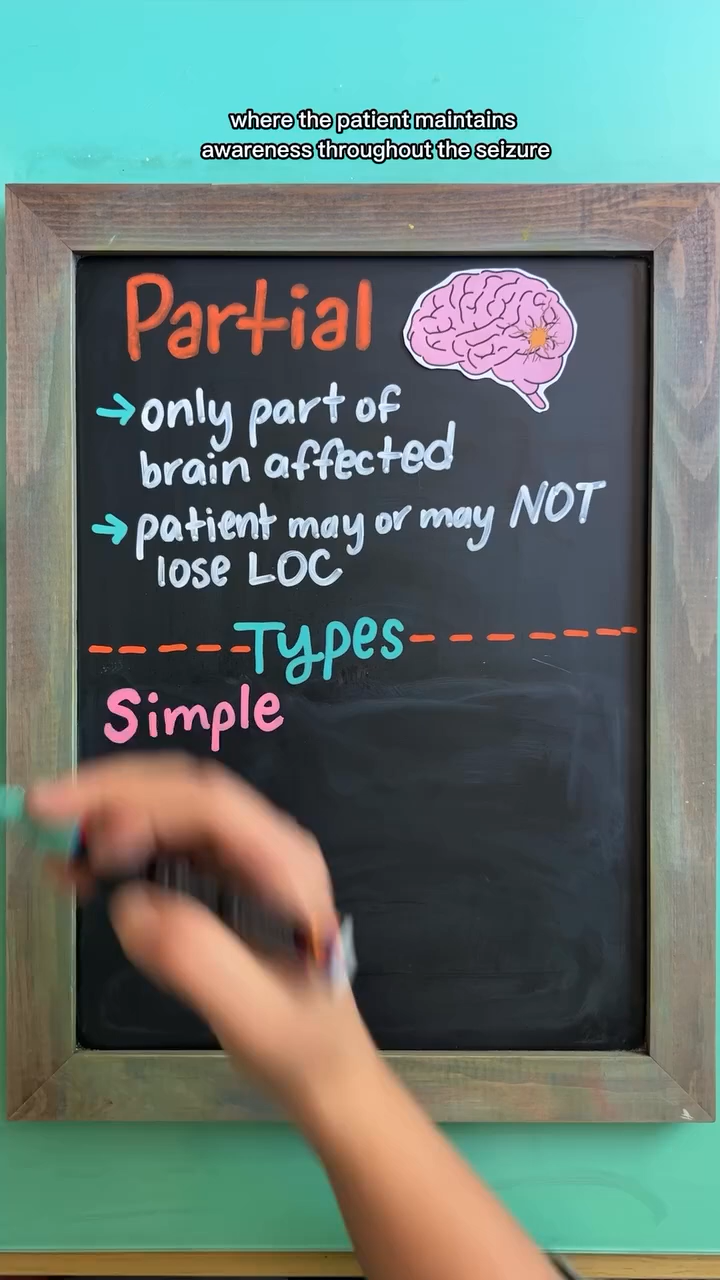 where the patient maintains
awareness throughout the seizure
Partial
→only part of
brain affected
→patient may or may NOT
lose LOC
Types
Simple